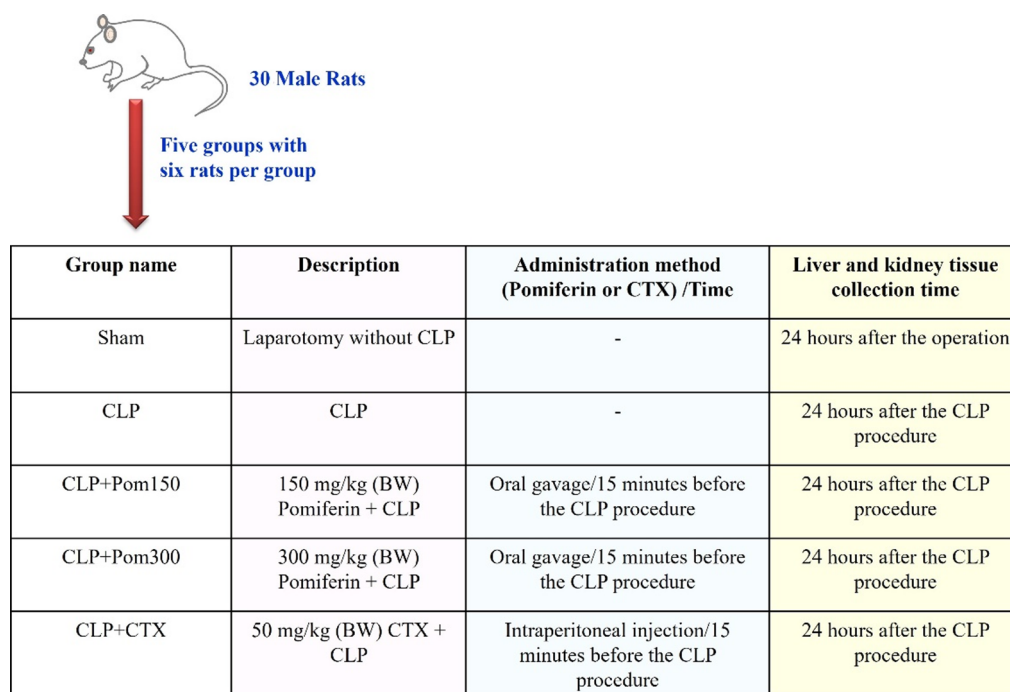 30 Male Rats
Five groups with
six rats per group
Group name
Description
Administration method
(Pomiferin or CTX) /Time
Liver and kidney tissue
collection time
Sham
Laparotomy without CLP
-
24 hours after the operation
CLP
CLP
-
24 hours after the CLP
procedure
CLP+Pom150
150 mg/kg (BW)
Pomiferin + CLP
Oral gavage/15 minutes before
the CLP procedure
24 hours after the CLP
procedure
CLP+Pom300
300 mg/kg (BW)
Pomiferin + CLP
Oral gavage/15 minutes before
the CLP procedure
24 hours after the CLP
procedure
CLP+CTX
50 mg/kg (BW) CTX +
CLP
Intraperitoneal injection/15
minutes before the CLP
procedure
24 hours after the CLP
procedure